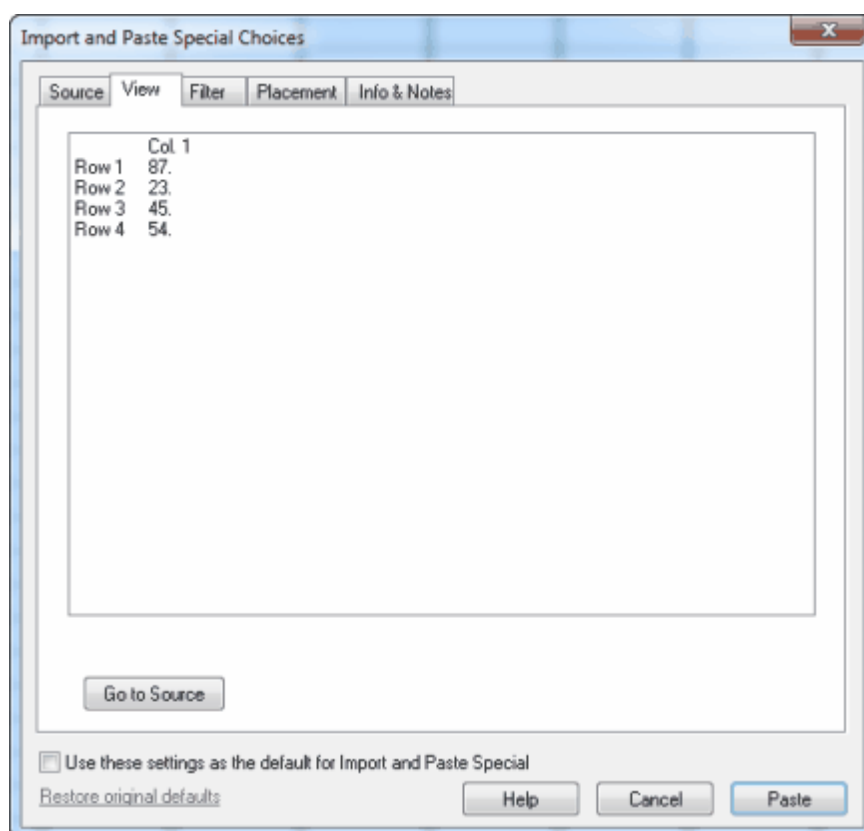 Import and Paste Special Choices
Source View Filter Placement Info & Notes
Col. 1
Row 1 87.
Row 2 23.
Row 3 45.
Row 4 54.
Go to Source
Use these settings as the default for Import and Paste Special
Restore original defaults Help Cancel Paste